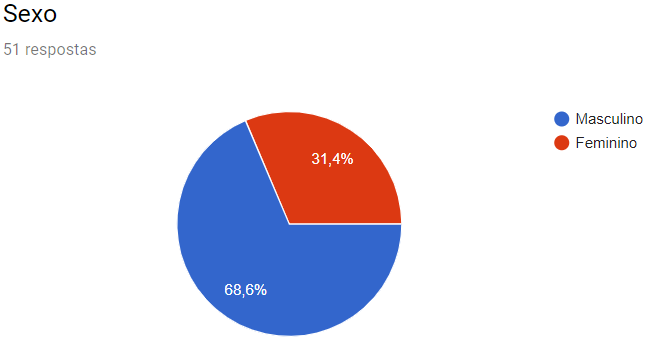 Sexo
51 respostas
Masculino
Feminino
31,4%
68,6%